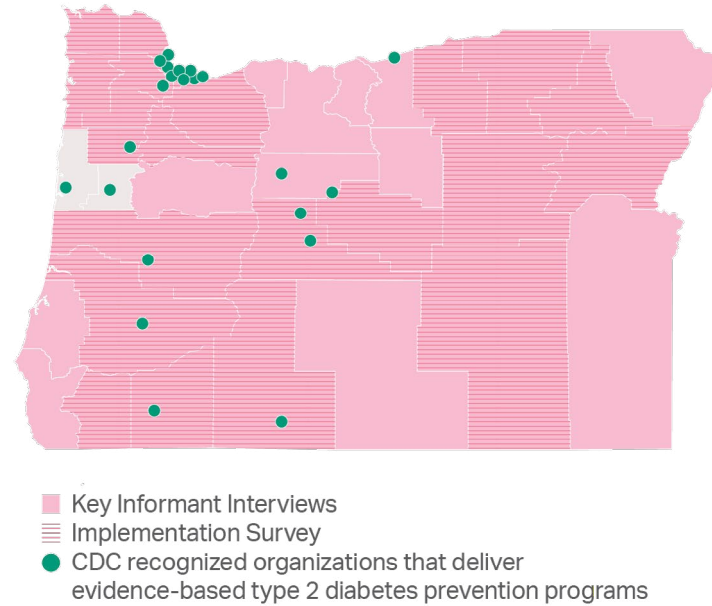 Key Informant Interviews
Implementation Survey
CDC recognized organizations that deliver
evidence-based type 2 diabetes prevention programs